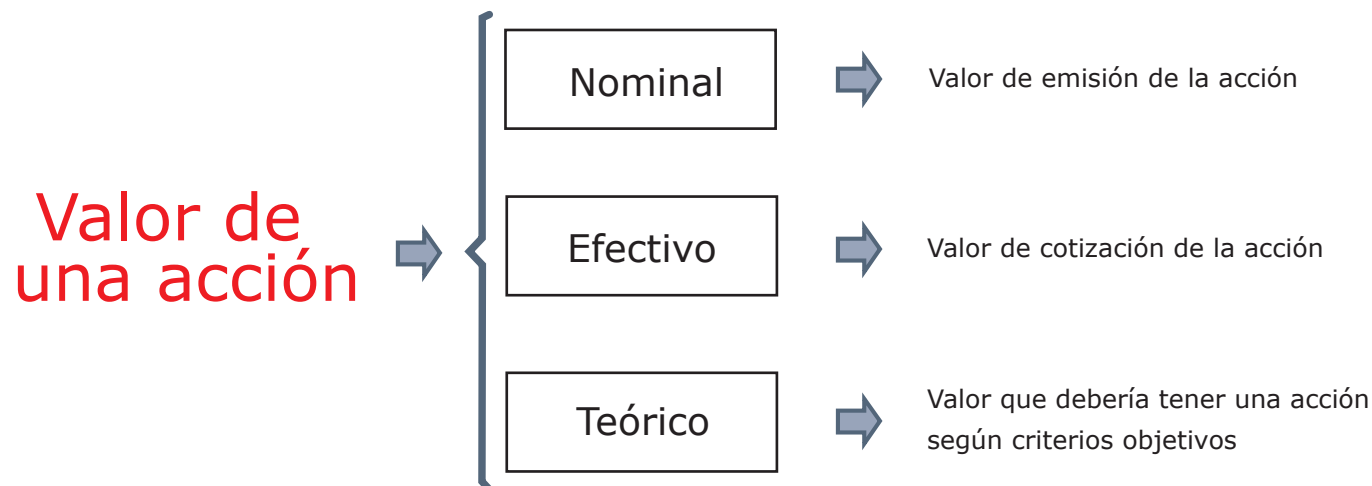 Valor de
una acción
Nominal
Valor de emisión de la acción
Efectivo
Valor de cotización de la acción
Teórico
Valor que debería tener una acción
según criterios objetivos